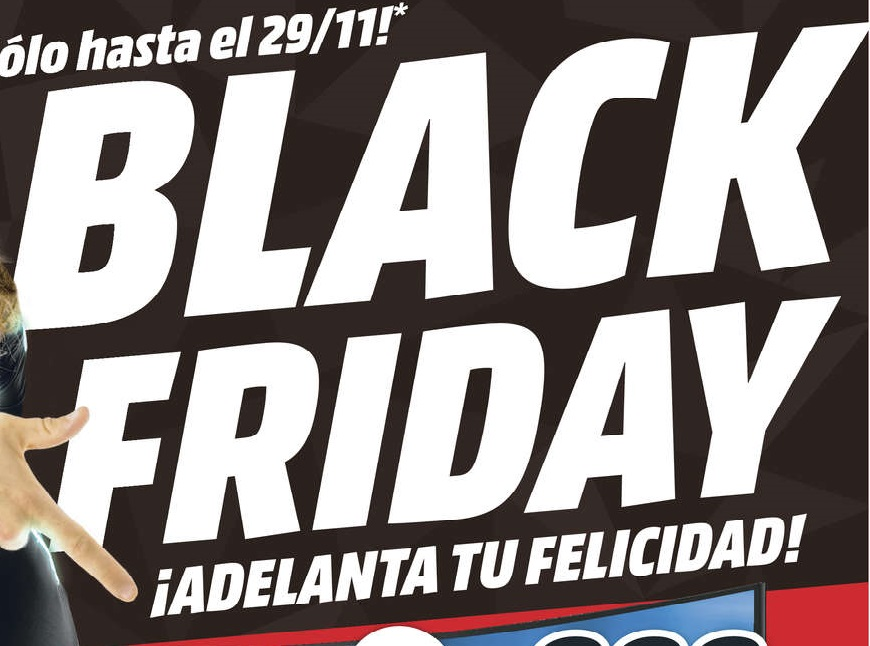 ólo hasta el 29/11!*
BLACK
FRIDAY
¡ADELANTA TU FELICIDAD!